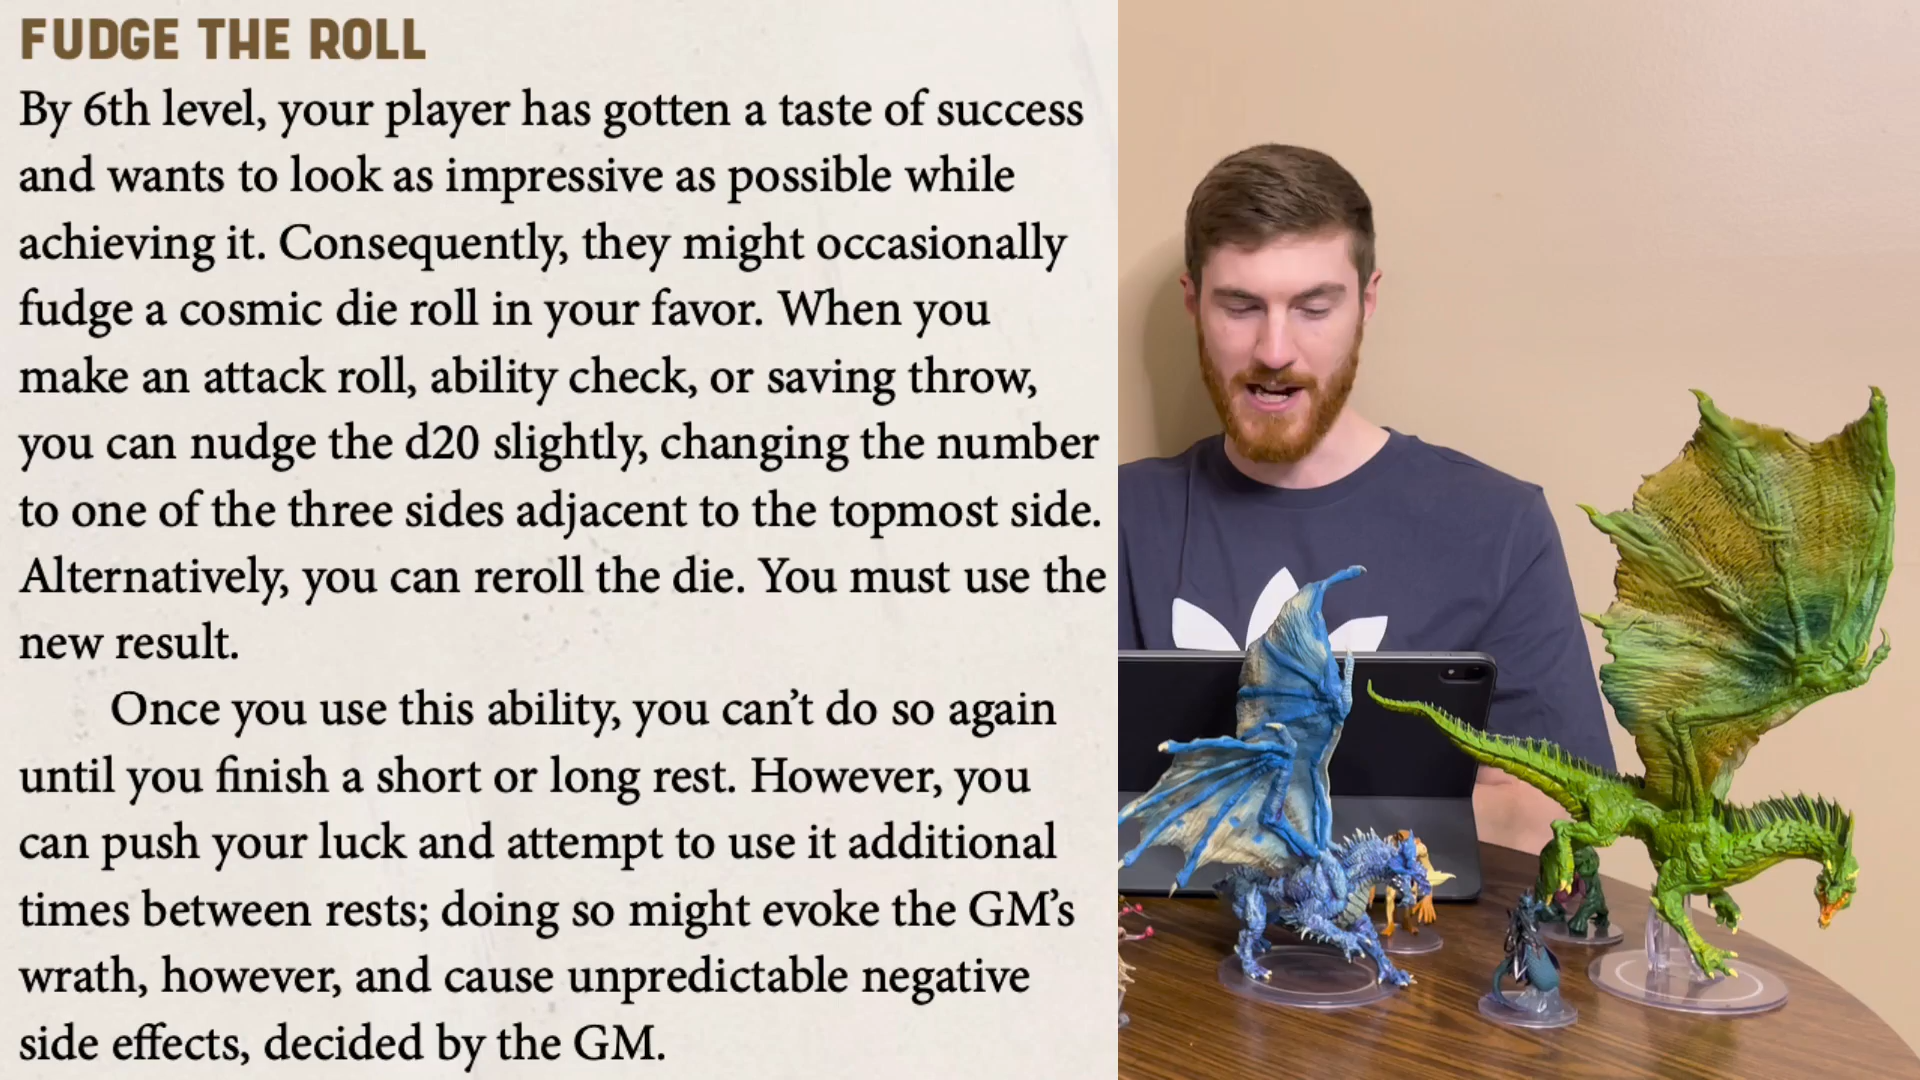 FUDGE THE ROLL
By 6th level, your player has gotten a taste of success
and wants to look as impressive as possible while
achieving it. Consequently, they might occasionally
fudge a cosmic die roll in your favor. When you
make an attack roll, ability check, or saving throw,
you can nudge the d20 slightly, changing the number
to one of the three sides adjacent to the topmost side.
Alternatively, you can reroll the die. You must use the
new result.
Once you use this ability, you can’t do so again
until you finish a short or long rest. However, you
can push your luck and attempt to use it additional
times between rests; doing so might evoke the GM’s
wrath, however, and cause unpredictable negative
side effects, decided by the GM.